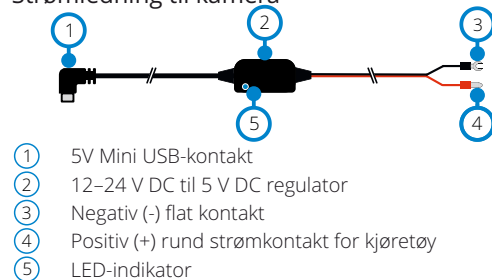 Strømledning til kamera
1
2
3
5
4
1 5V Mini USB-kontakt
2 12–24 V DC til 5 V DC regulator
3 Negativ (-) flat kontakt
4 Positiv (+) rund strømkontakt for kjøretøy
5 LED-indikator